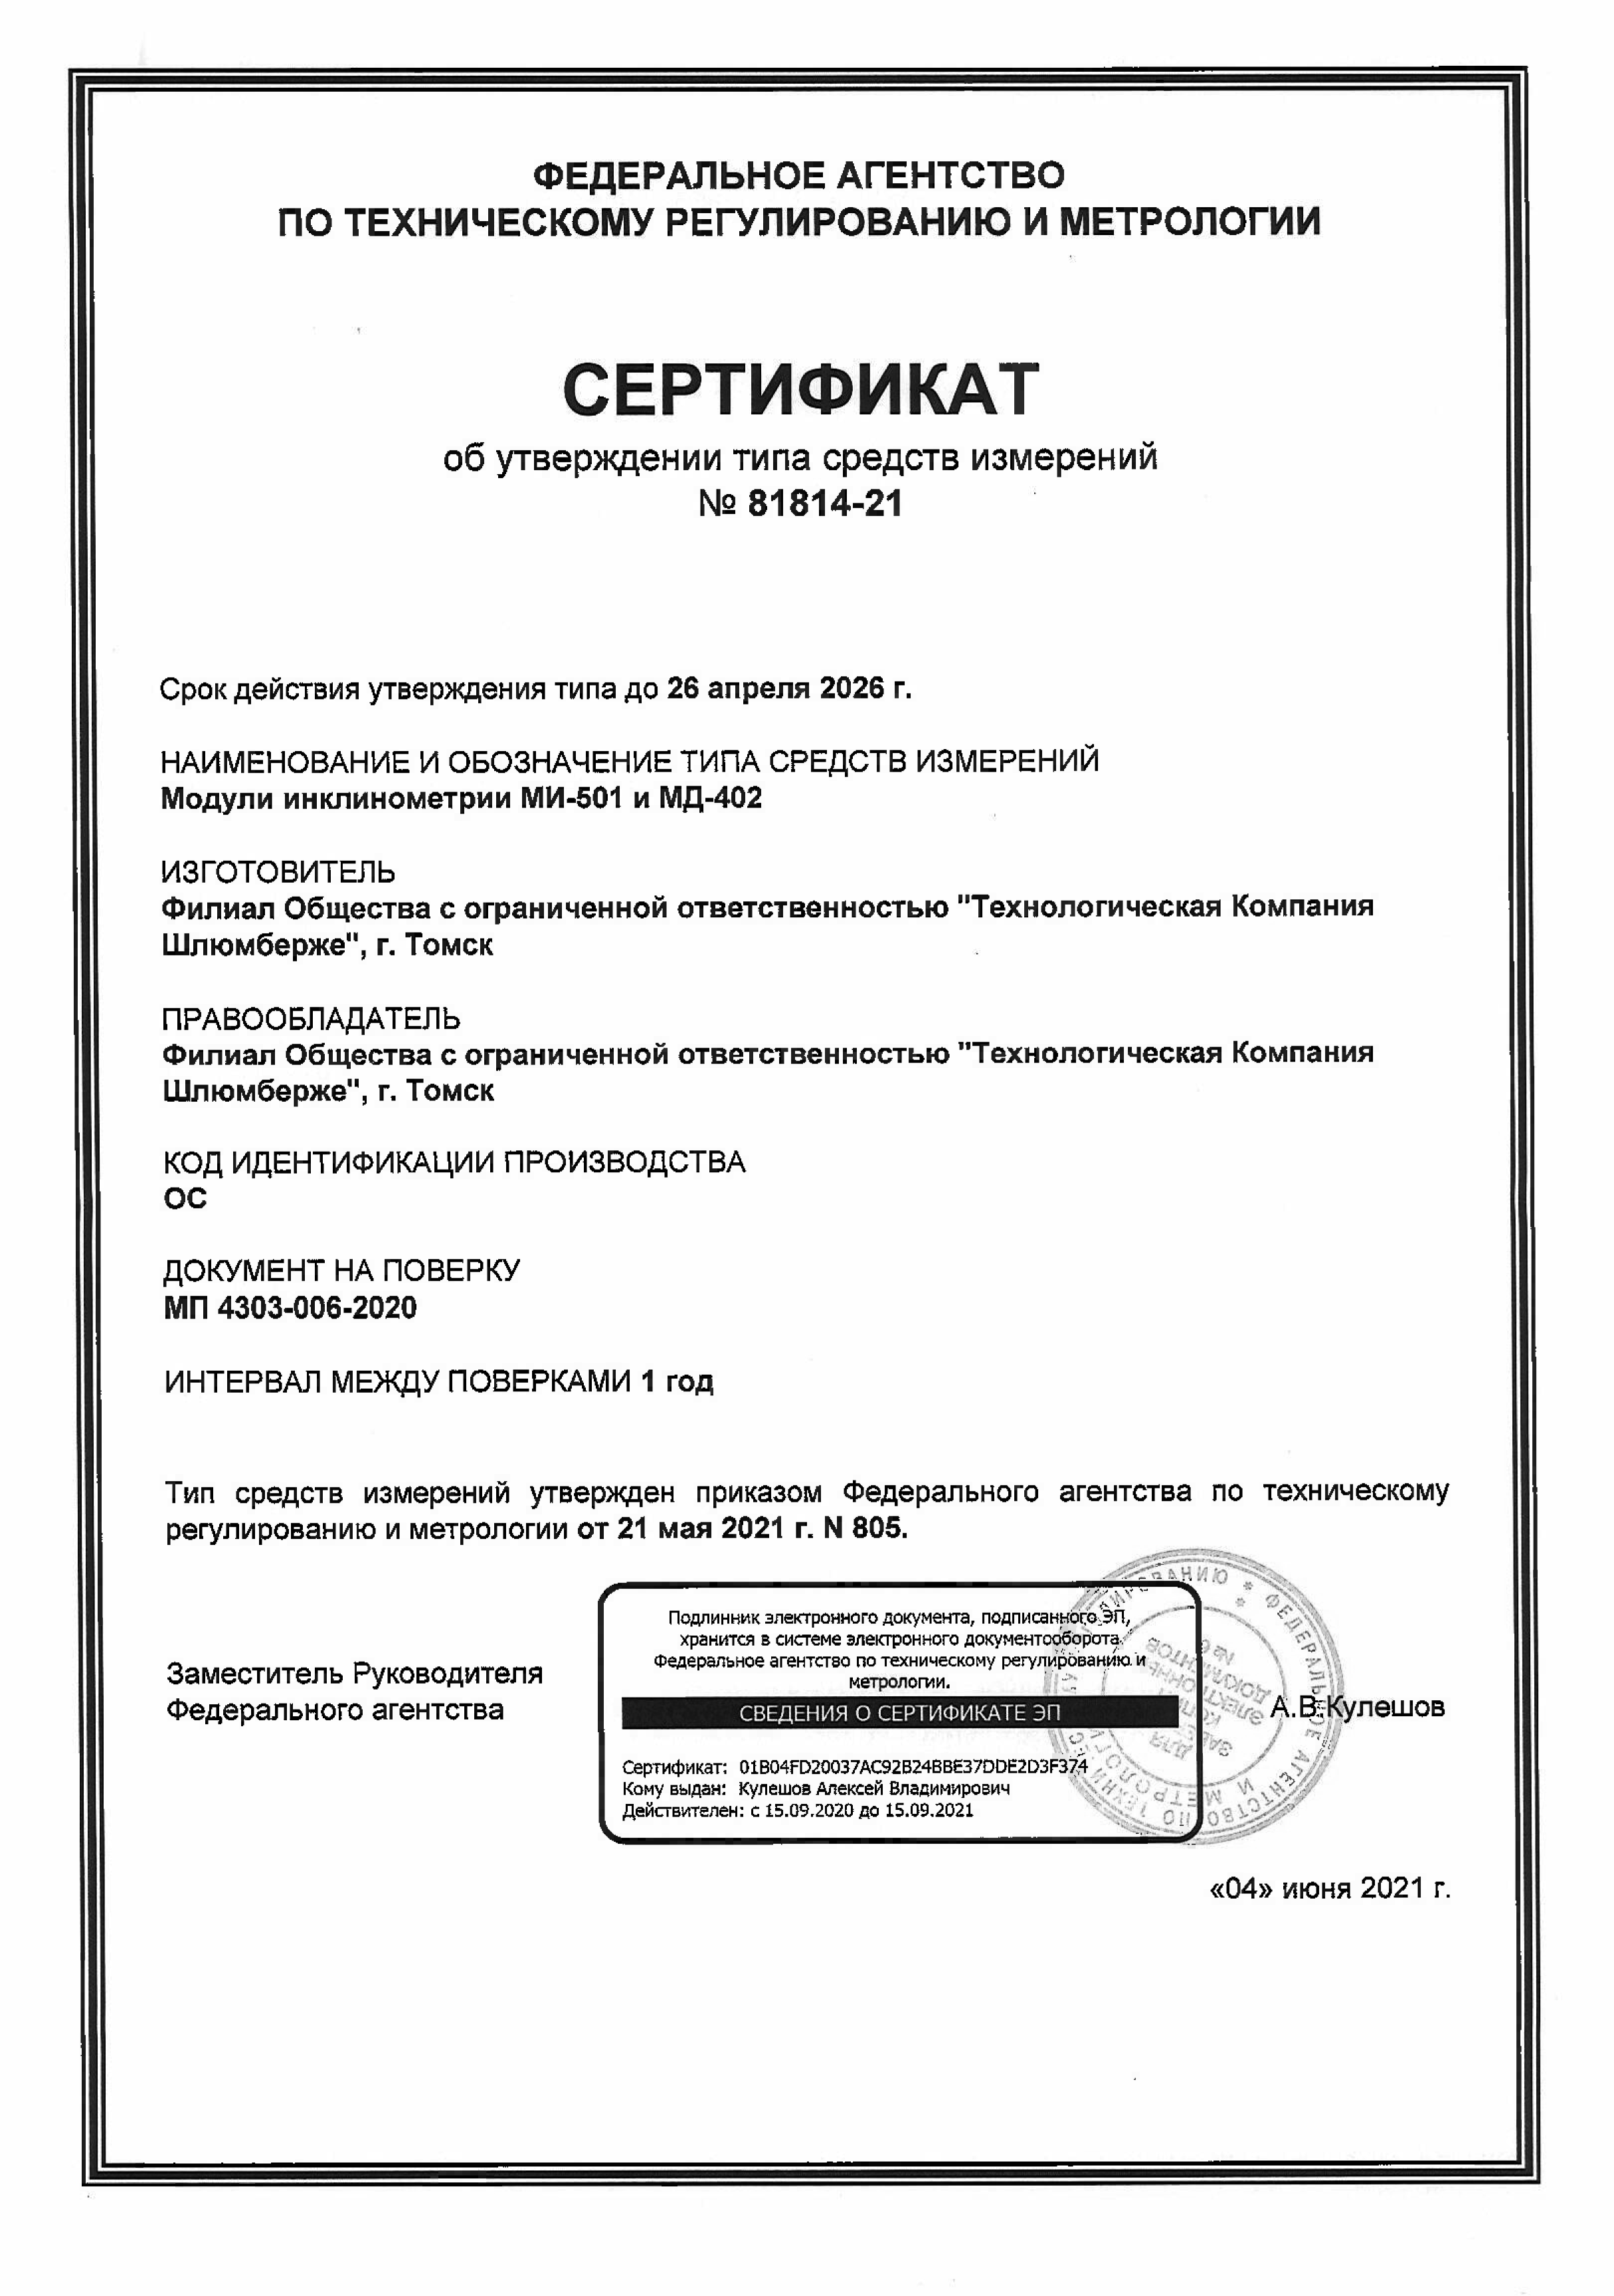 ФЕДЕРАЛЬНОЕ АГЕНТСТВО
ПО ТЕХНИЧЕСКОМУ РЕГУЛИРОВАНИЮ И МЕТРОЛОГИИ
СЕРТИФИКАТ
об утверждении типа средств измерений
№ 81814-21
Срок действия утверждения типа до 26 апреля 2026 г.
НАИМЕНОВАНИЕ И ОБОЗНАЧЕНИЕ ТИПА СРЕДСТВ ИЗМЕРЕНИЙ
Модули инклинометрии МИ-501 и МД-402
ИЗГОТОВИТЕЛЬ
Филиал Общества с ограниченной ответственностью "Технологическая Компания
Шлюмберже", г. Томск
ПРАВООБЛАДАТЕЛЬ
Филиал Общества с ограниченной ответственностью "Технологическая Компания
Шлюмберже", г. Томск
КОД ИДЕНТИФИКАЦИИ ПРОИЗВОДСТВА
ОС
ДОКУМЕНТ НА ПОВЕРКУ
МП 4303-006-2020
ИНТЕРВАЛ МЕЖДУ ПОВЕРКАМИ 1 год
Тип средств измерений утвержден приказом Федерального агентства по техническому
регулированию и метрологии от 21 мая 2021 г. N 805.
Заместитель Руководителя
Федерального агентства
Подлинник электронного документа, подписанного ЭП,
хранится в системе электронного документооборота
Федеральное агентство по техническому регулированию и
метрологии.
СВЕДЕНИЯ О СЕРТИФИКАТЕ ЭП
Сертификат: 01B04FD20037AC92B24BBE37DDE2D3F374
Кому выдан: Кулешов Алексей Владимирович
Действителен: с 15.09.2020 до 15.09.2021
А.В.Кулешов
ФЕДЕРАЛЬНОЕ АГЕНТСТВО ПО
И МЕТРОЛОГИИ
«04» июня 2021 г.